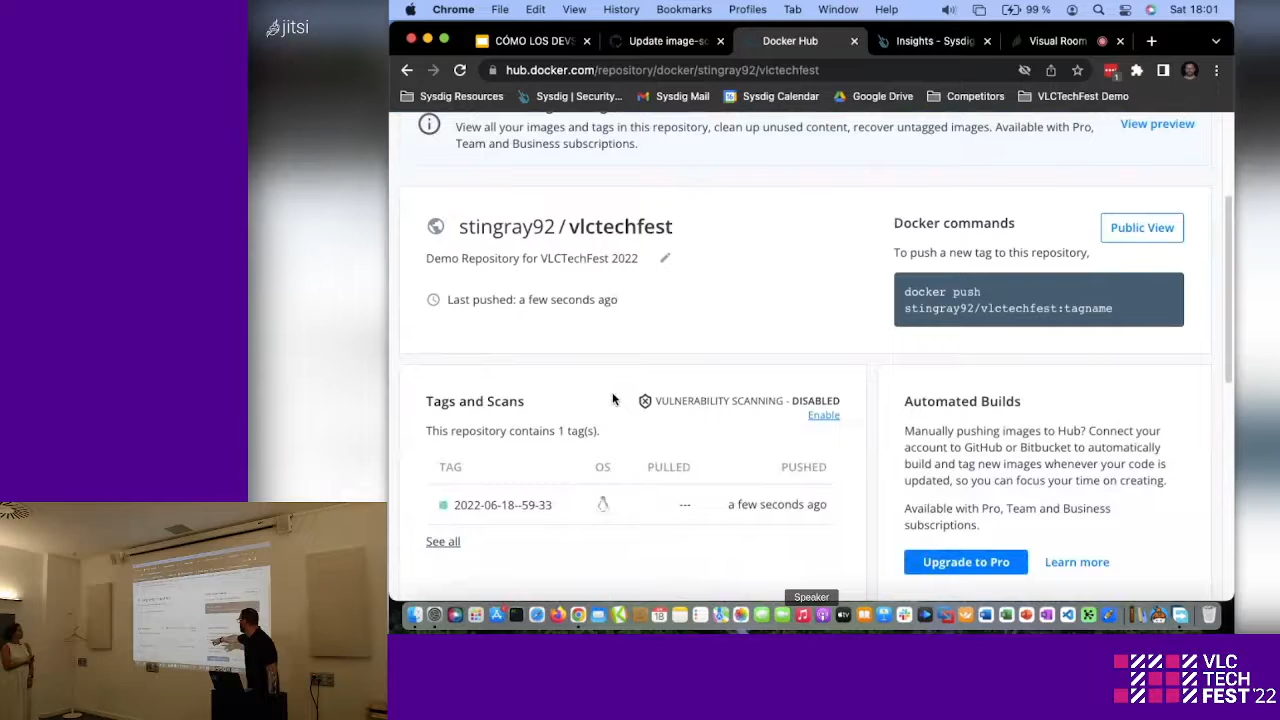 jitsi
Chrome File Edit View History Bookmarks Profiles Tab Window Help 99 % Sat 18:01
CÓMO LOS DEVS Update image-sc Docker Hub Insights - Sysdig Visual Room
hub.docker.com/repository/docker/stingray92/vlctechfest
Sysdig Resources Sysdig | Security... Sysdig Mail Sysdig Calendar Google Drive Competitors VLCTechFest Demo
View all your images and tags in this repository, clean up unused content, recover untagged images. Available with Pro,
Team and Business subscriptions.
View preview
stingray92 / vlctechfest
Demo Repository for VLCTechFest 2022
Last pushed: a few seconds ago
Docker commands
Public View
To push a new tag to this repository,
docker push
stingray92/vlctechfest:tagname
Tags and Scans
VULNERABILITY SCANNING - DISABLED
Enable
This repository contains 1 tag(s).
TAG OS PULLED PUSHED
2022-06-18--59-33 --- a few seconds ago
See all
Automated Builds
Manually pushing images to Hub? Connect your
account to GitHub or Bitbucket to automatically
build and tag new images whenever your code is
updated, so you can focus your time on creating.
Available with Pro, Team and Business
subscriptions.
Upgrade to Pro Learn more
Speaker
VLC
TECH
FEST'22